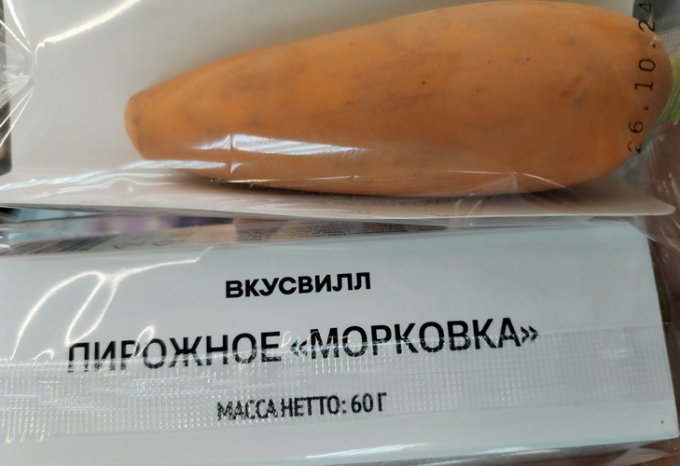 26.10.24
ВКУСВИЛЛ
ПИРОЖНОЕ «МОРКОВКА»
МАССА НЕТТО: 60 Г